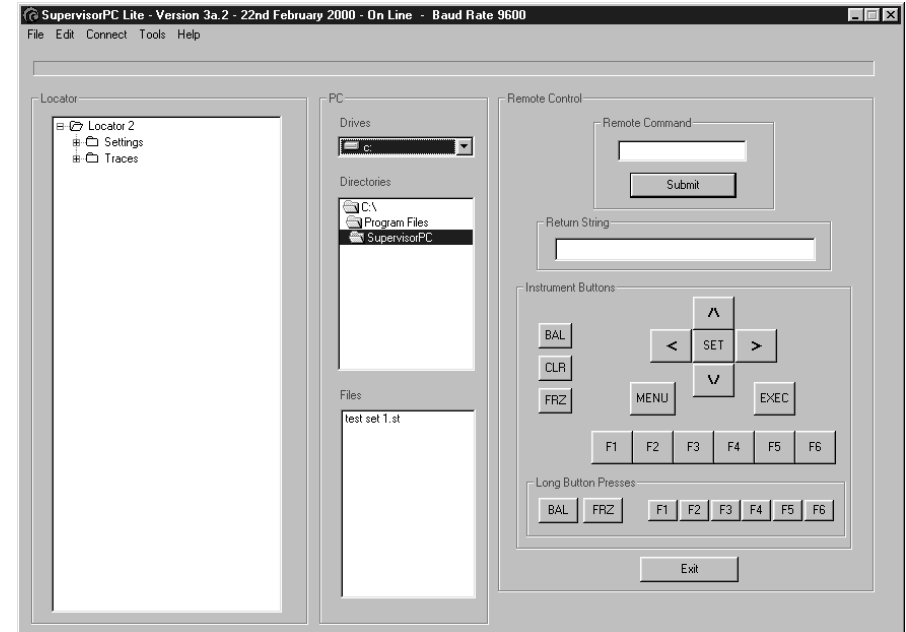 SupervisorPC Lite - Version 3a.2 - 22nd February 2000 - On Line - Baud Rate 9600
File Edit Connect Tools Help
Locator
Locator 2
Settings
Traces
PC
Drives
c:
Directories
C:\
Program Files
SupervisorPC
Files
test set 1.st
Remote Control
Remote Command
Submit
Return String
Instrument Buttons
/\
BAL
< SET >
CLR
\/
FRZ MENU EXEC
F1 F2 F3 F4 F5 F6
Long Button Presses
BAL FRZ F1 F2 F3 F4 F5 F6
Exit